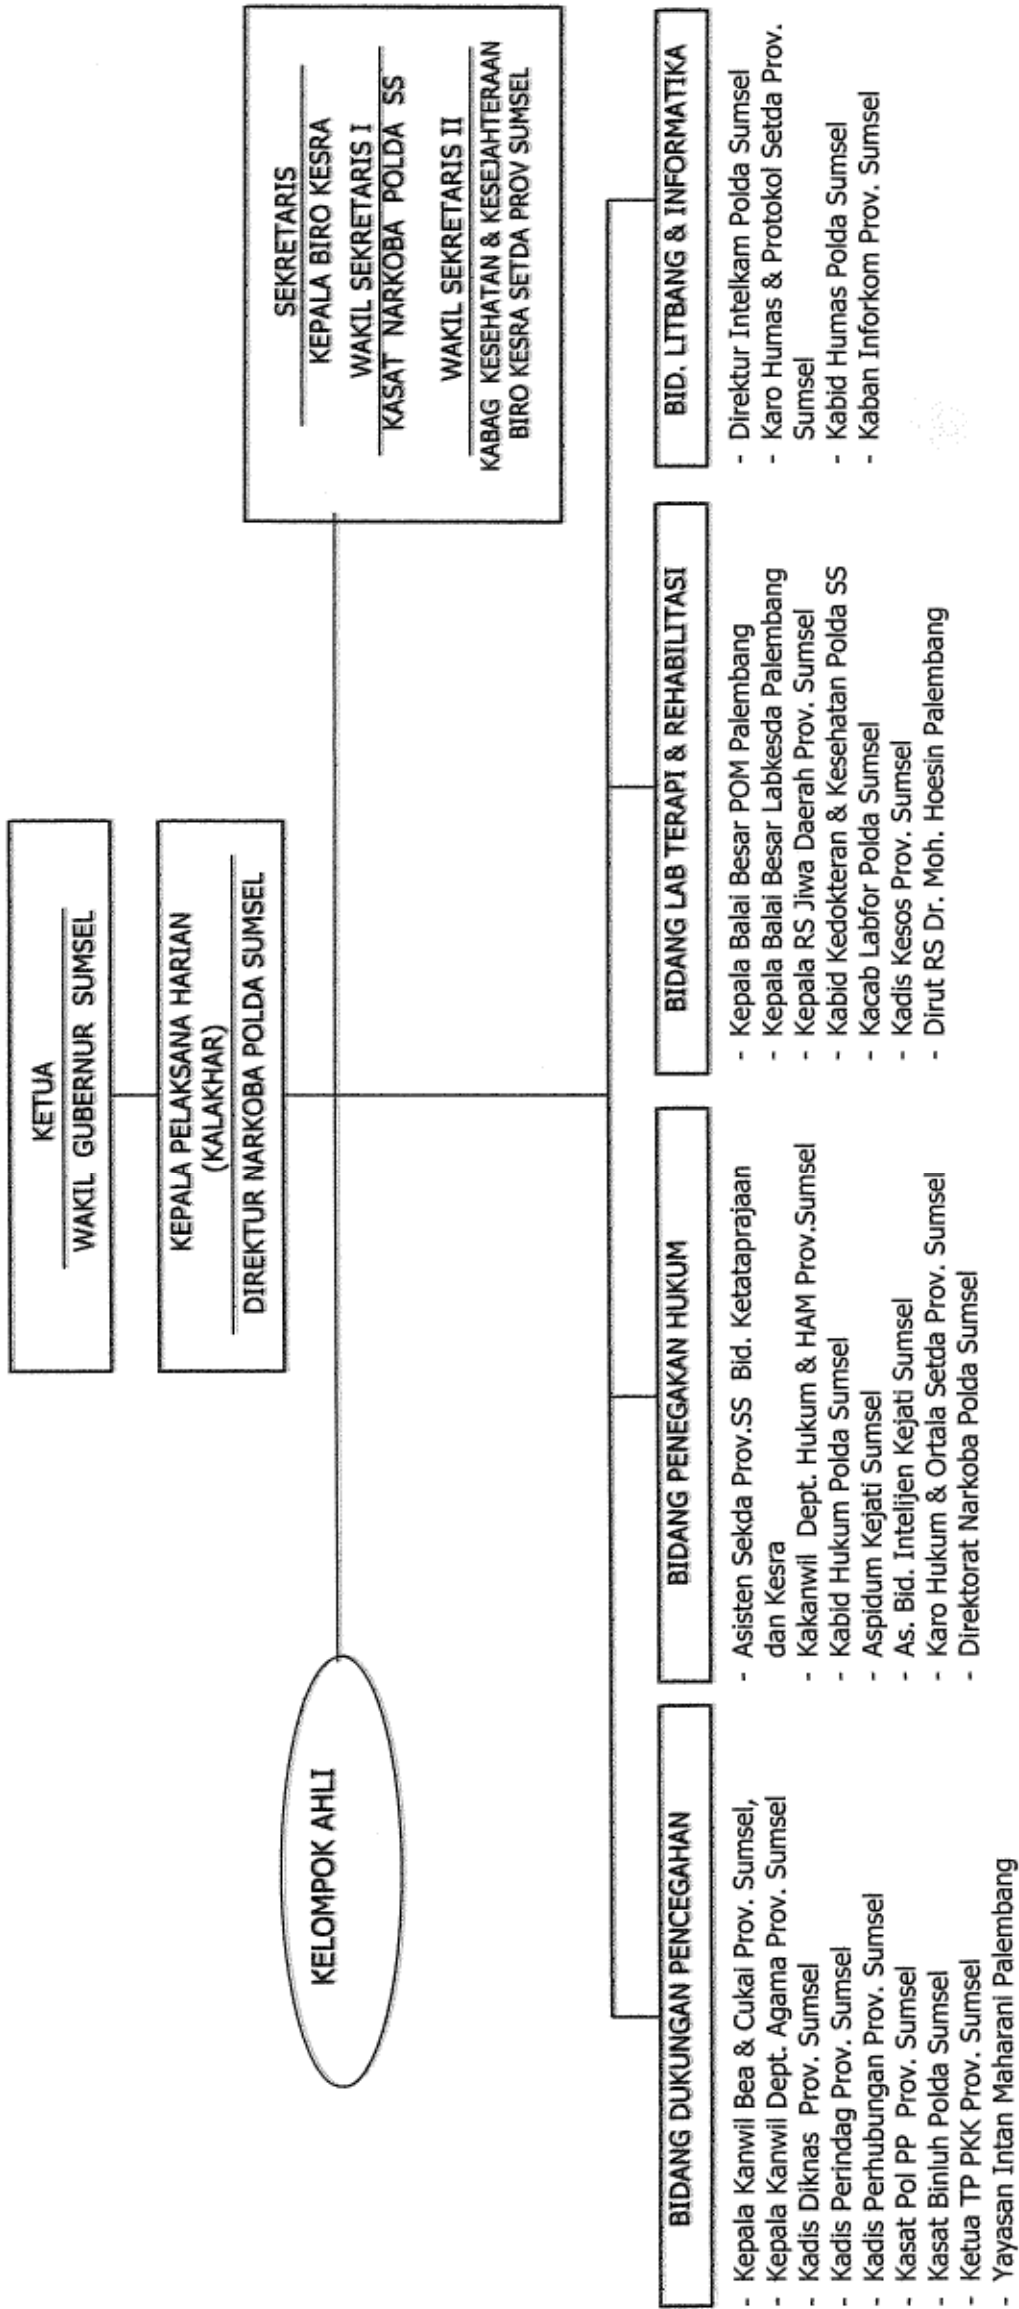 KETUA
WAKIL GUBERNUR SUMSEL
KEPALA PELAKSANA HARIAN
(KALAKHAR)
DIREKTUR NARKOBA POLDA SUMSEL
KELOMPOK AHLI
SEKRETARIS
KEPALA BIRO KESRA
WAKIL SEKRETARIS I
KASAT NARKOBA POLDA SS
WAKIL SEKRETARIS II
KABAG KESEHATAN & KESEJAHTERAAN
BIRO KESRA SETDA PROV SUMSEL
BIDANG DUKUNGAN PENCEGAHAN
- Kepala Kanwil Bea & Cukai Prov. Sumsel,
- Kepala Kanwil Dept. Agama Prov. Sumsel
- Kadis Diknas Prov. Sumsel
- Kadis Perindag Prov. Sumsel
- Kadis Perhubungan Prov. Sumsel
- Kasat Pol PP Prov. Sumsel
- Kasat Binluh Polda Sumsel
- Ketua TP PKK Prov. Sumsel
- Yayasan Intan Maharani Palembang
BIDANG PENEGAKAN HUKUM
- Asisten Sekda Prov.SS Bid. Ketataprajaan
dan Kesra
- Kakanwil Dept. Hukum & HAM Prov.Sumsel
- Kabid Hukum Polda Sumsel
- Aspidum Kejati Sumsel
- As. Bid. Intelijen Kejati Sumsel
- Karo Hukum & Ortala Setda Prov. Sumsel
- Direktorat Narkoba Polda Sumsel
BIDANG LAB TERAPI & REHABILITASI
- Kepala Balai Besar POM Palembang
- Kepala Balai Besar Labkesda Palembang
- Kepala RS Jiwa Daerah Prov. Sumsel
- Kabid Kedokteran & Kesehatan Polda SS
- Kacab Labfor Polda Sumsel
- Kadis Kesos Prov. Sumsel
- Dirut RS Dr. Moh. Hoesin Palembang
BID. LITBANG & INFORMATIKA
- Direktur Intelkam Polda Sumsel
- Karo Humas & Protokol Setda Prov.
Sumsel
- Kabid Humas Polda Sumsel
- Kaban Inforkom Prov. Sumsel